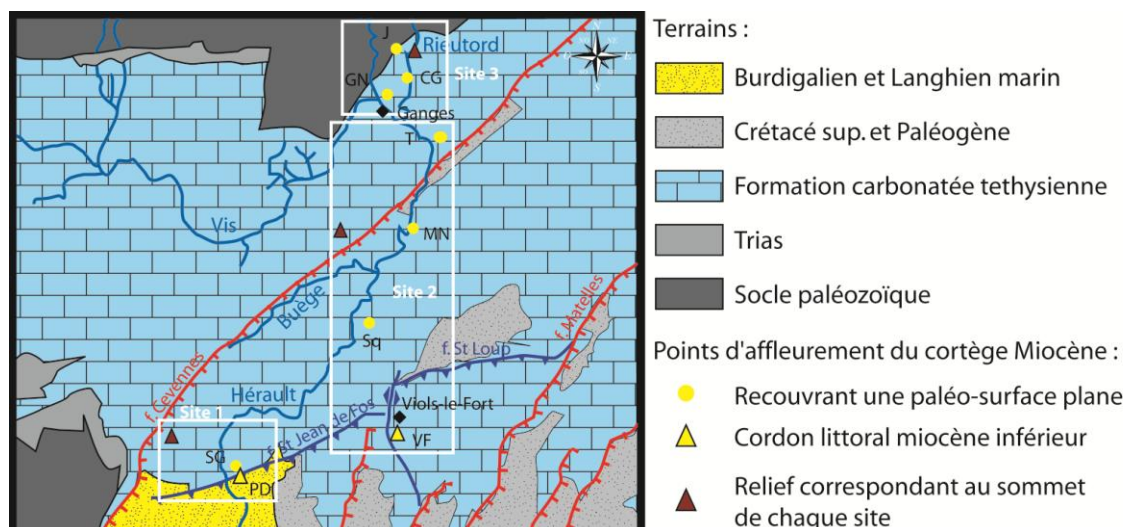 J
Rieutord
Site 3
GN
CG
Ganges
T
Vis
MN
Buège
Site 2
Sq
f. St Loup
f. Matelles
f. Cevennes
Hérault
Site 1
Viols-le-Fort
f. St Jean de Fos
VF
SG
PD
Terrains :
Burdigalien et Langhien marin
Crétacé sup. et Paléogène
Formation carbonatée tethysienne
Trias
Socle paléozoïque
Points d'affleurement du cortège Miocène :
Recouvrant une paléo-surface plane
Cordon littoral miocène inférieur
Relief correspondant au sommet
de chaque site